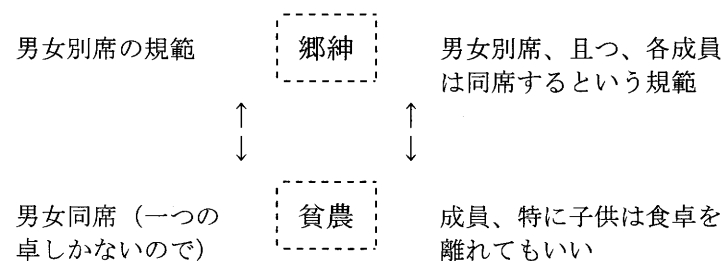 男女別席の規範
郷紳
男女別席、且つ、各成員
は同席するという規範
↑ ↑
↓ ↓
男女同席（一つの
卓しかないので）
貧農
成員、特に子供は食卓を
離れてもいい